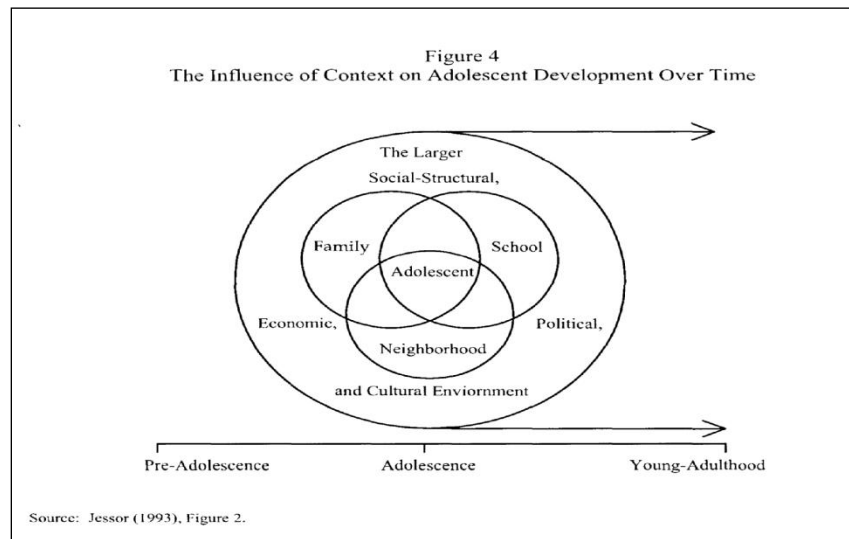 Figure 4
The Influence of Context on Adolescent Development Over Time
The Larger
Social-Structural,
Family
School
Adolescent
Economic,
Political,
Neighborhood
and Cultural Enviornment
Pre-Adolescence
Adolescence
Young-Adulthood
Source: Jessor (1993), Figure 2.